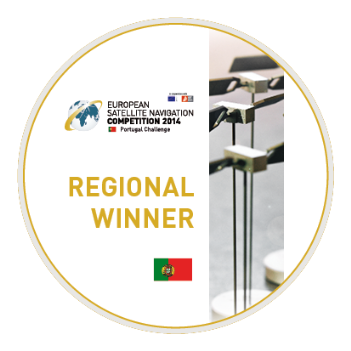 EUROPEAN
SATELLITE NAVIGATION
COMPETITION 2014
Portugal Challenge
REGIONAL
WINNER